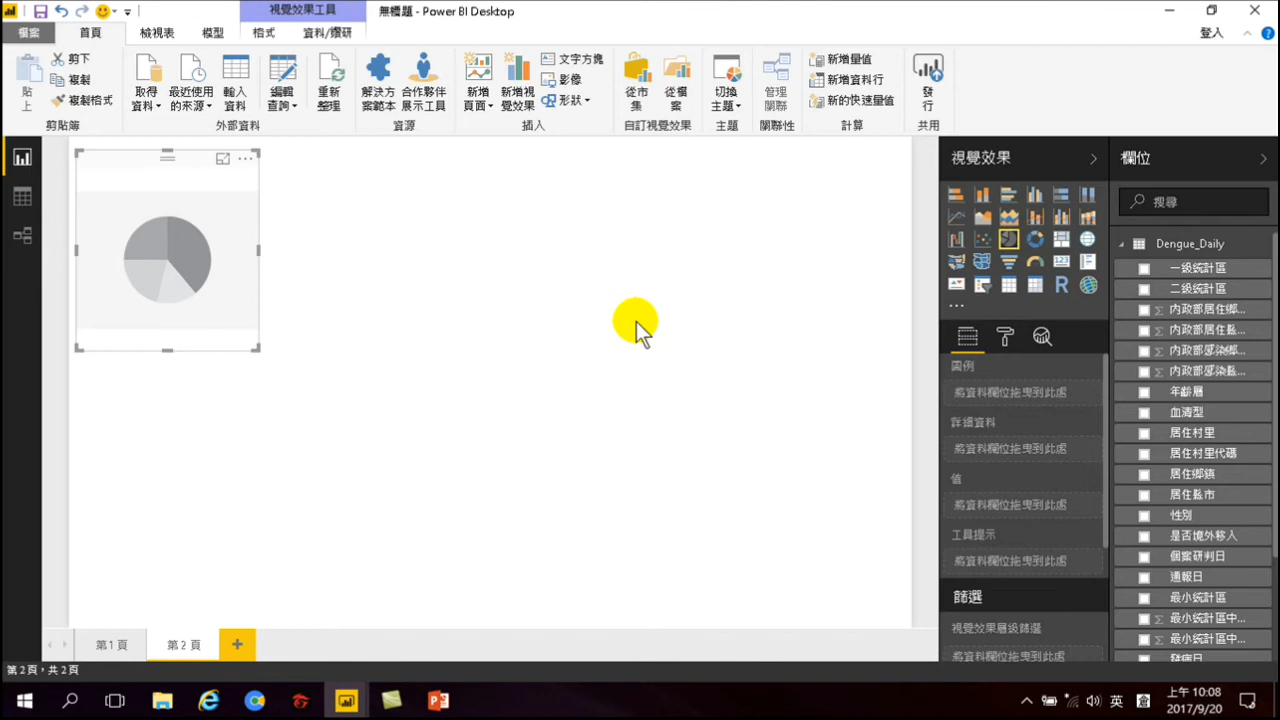 視覺效果工具
無標題 - Power BI Desktop
檔案
首頁
檢視表
模型
格式
資料/鑽研
登入
貼上
剪下
複製
複製格式
剪貼簿
取得資料
最近使用的來源
輸入資料
編輯查詢
外部資料
重新整理
解決方案範本
合作夥伴展示工具
資源
新增頁面
新增視覺效果
文字方塊
影像
形狀
插入
從市集
從檔案
自訂視覺效果
切換主題
主題
管理關聯
關聯性
新增量值
新增資料行
新的快速量值
計算
發行
共用
視覺效果
圖例
將資料欄位拖曳到此處
詳細資料
將資料欄位拖曳到此處
值
將資料欄位拖曳到此處
工具提示
將資料欄位拖曳到此處
篩選
視覺效果層級篩選
將資料欄位拖曳到此處
欄位
搜尋
Dengue_Daily
一級統計區
二級統計區
內政部居住鄉...
內政部居住縣...
內政部感染鄉...
內政部感染縣...
年齡層
血清型
居住村里
居住村里代碼
居住鄉鎮
居住縣市
性別
是否境外移入
個案研判日
通報日
最小統計區
最小統計區中...
最小統計區中...
發病日
第 1 頁
第 2 頁
第 2 頁，共 2 頁
英
倉
上午 10:08
2017/9/20